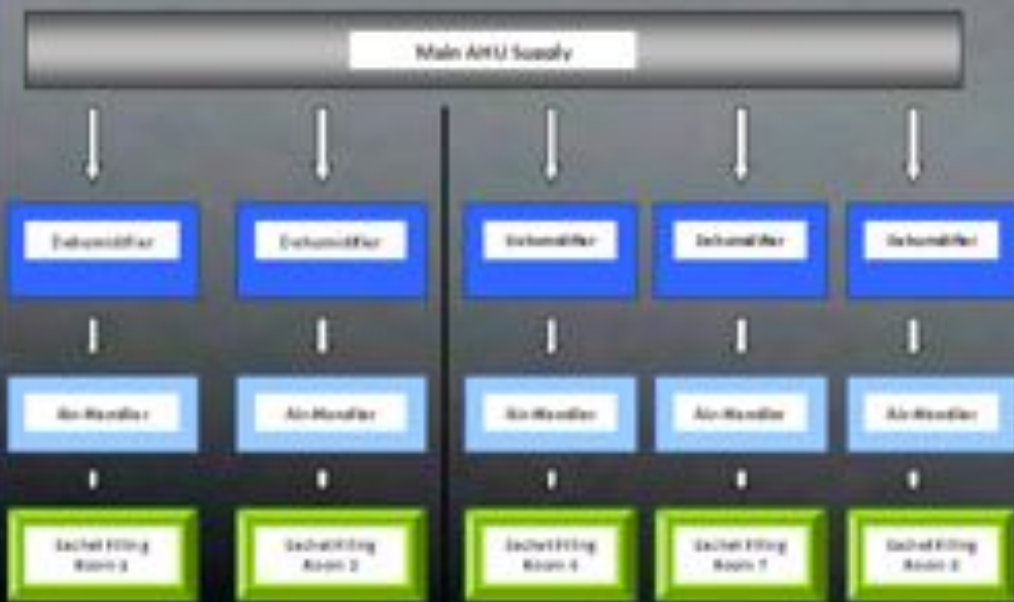 Main AHU Supply
Dehumidifier
Dehumidifier
Dehumidifier
Dehumidifier
Dehumidifier
Air-Handler
Air-Handler
Air-Handler
Air-Handler
Air-Handler
Sachet Filling
Room
Sachet Filling
Room
Sachet Filling
Room
Sachet Filling
Room 7
Sachet Filling
Room